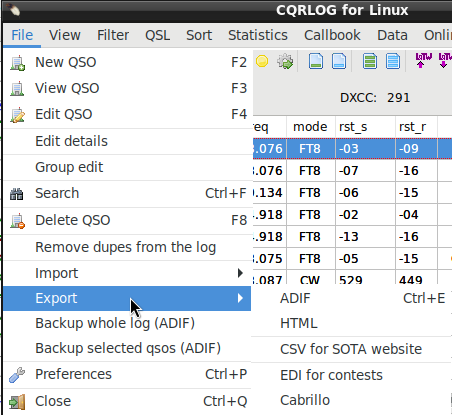 CQRLOG for Linux
File View Filter QSL Sort Statistics Callbook Data Onli
New QSO F2
View QSO F3
Edit QSO F4
Edit details
Group edit
Search Ctrl+F
Delete QSO F8
Remove dupes from the log
Import
Export
Backup whole log (ADIF)
Backup selected qsos (ADIF)
Preferences Ctrl+P
Close Ctrl+Q
LoTW LoTW
DXCC: 291
eq mode rst_s rst_r
.076 FT8 -03 -09
.076 FT8 -07 -16
.134 FT8 -06 -15
.918 FT8 -02 -04
.918 FT8 -13 -16
.075 FT8 -05 -15
.087 CW 529 449
ADIF Ctrl+E
HTML
CSV for SOTA website
EDI for contests
Cabrillo